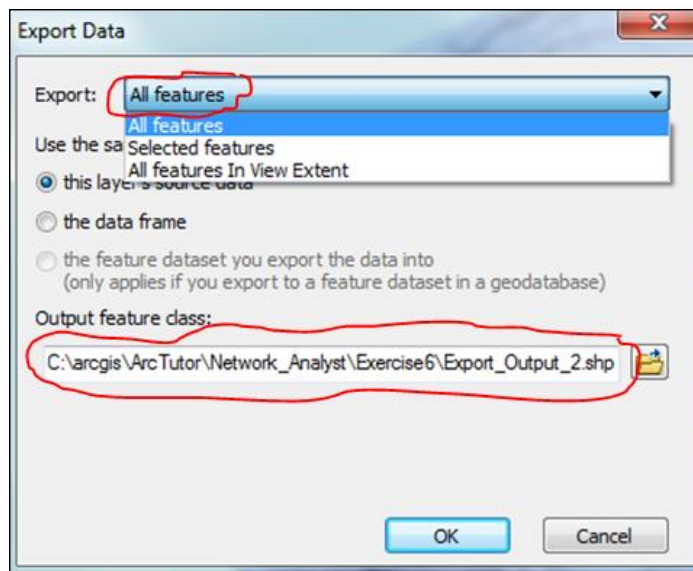 Export Data
Export: All features
All features
Use the sa Selected features
All features In View Extent
this layer's source data
the data frame
the feature dataset you export the data into
(only applies if you export to a feature dataset in a geodatabase)
Output feature class:
C:\arcgis\ArcTutor\Network_Analyst\Exercise6\Export_Output_2.shp
OK Cancel